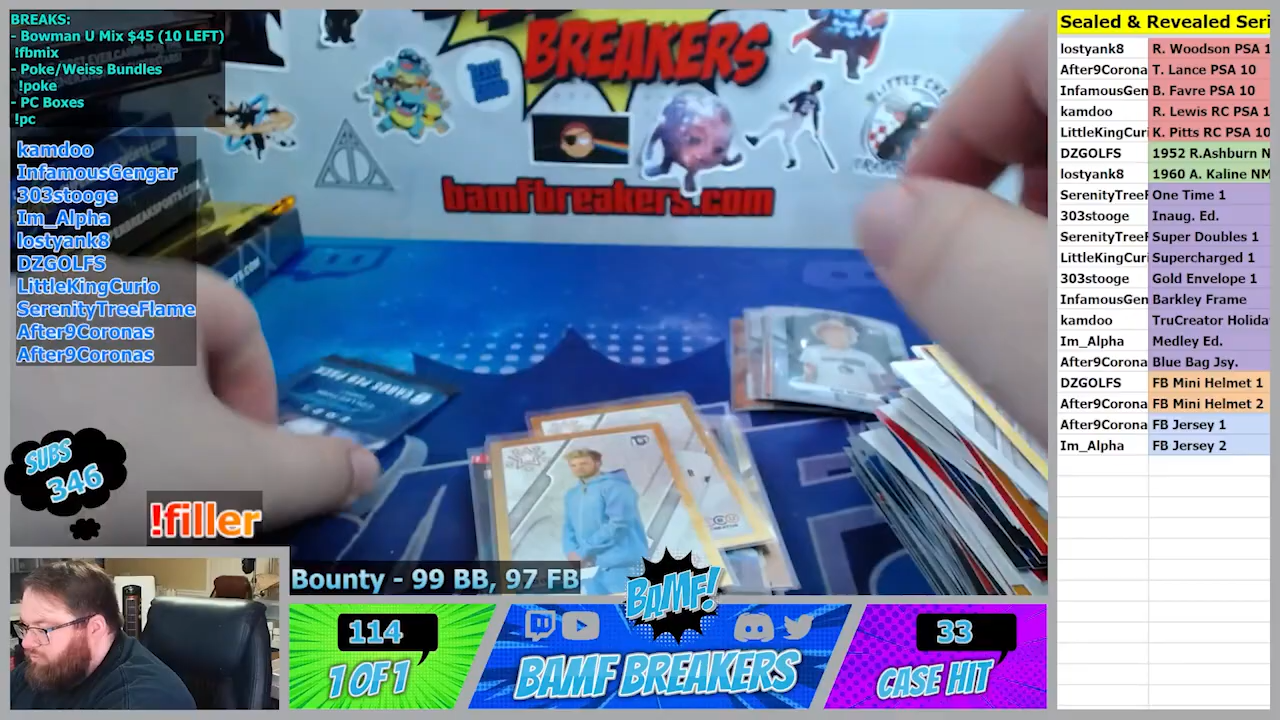 BREAKS:
- Bowman U Mix $45 (10 LEFT)
!fbmix
- Poke/Weiss Bundles
!poke
- PC Boxes
!pc
kamdoo
InfamousGengar
303stooge
Im_Alpha
lostyank8
DZGOLFS
LittleKingCurio
SerenityTreeFlame
After9Coronas
After9Coronas
SUBS
346
!filler
BREAKERS
bamfbreakers.com
Bounty - 99 BB, 97 FB
BAMF!
114
1 OF 1
BAMF BREAKERS
33
CASE HIT
Sealed & Revealed Seri
lostyank8 R. Woodson PSA 1
After9Corona T. Lance PSA 10
InfamousGen B. Favre PSA 10
kamdoo R. Lewis RC PSA 1
LittleKingCuri K. Pitts RC PSA 10
DZGOLFS 1952 R.Ashburn N
lostyank8 1960 A. Kaline NM
SerenityTreeF One Time 1
303stooge Inaug. Ed.
SerenityTreeF Super Doubles 1
LittleKingCuri Supercharged 1
303stooge Gold Envelope 1
InfamousGen Barkley Frame
kamdoo TruCreator Holida
Im_Alpha Medley Ed.
After9Corona Blue Bag Jsy.
DZGOLFS FB Mini Helmet 1
After9Corona FB Mini Helmet 2
After9Corona FB Jersey 1
Im_Alpha FB Jersey 2